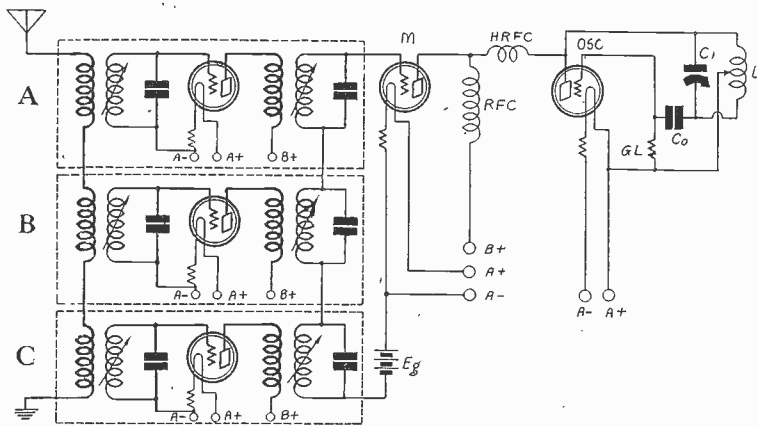 A
A- A+ B+
B
A- A+ B+
C
A- A+ B+
M
HRFC
RFC
B+
A+
A-
Eg
OSC
C1
L
GL
Co
A- A+